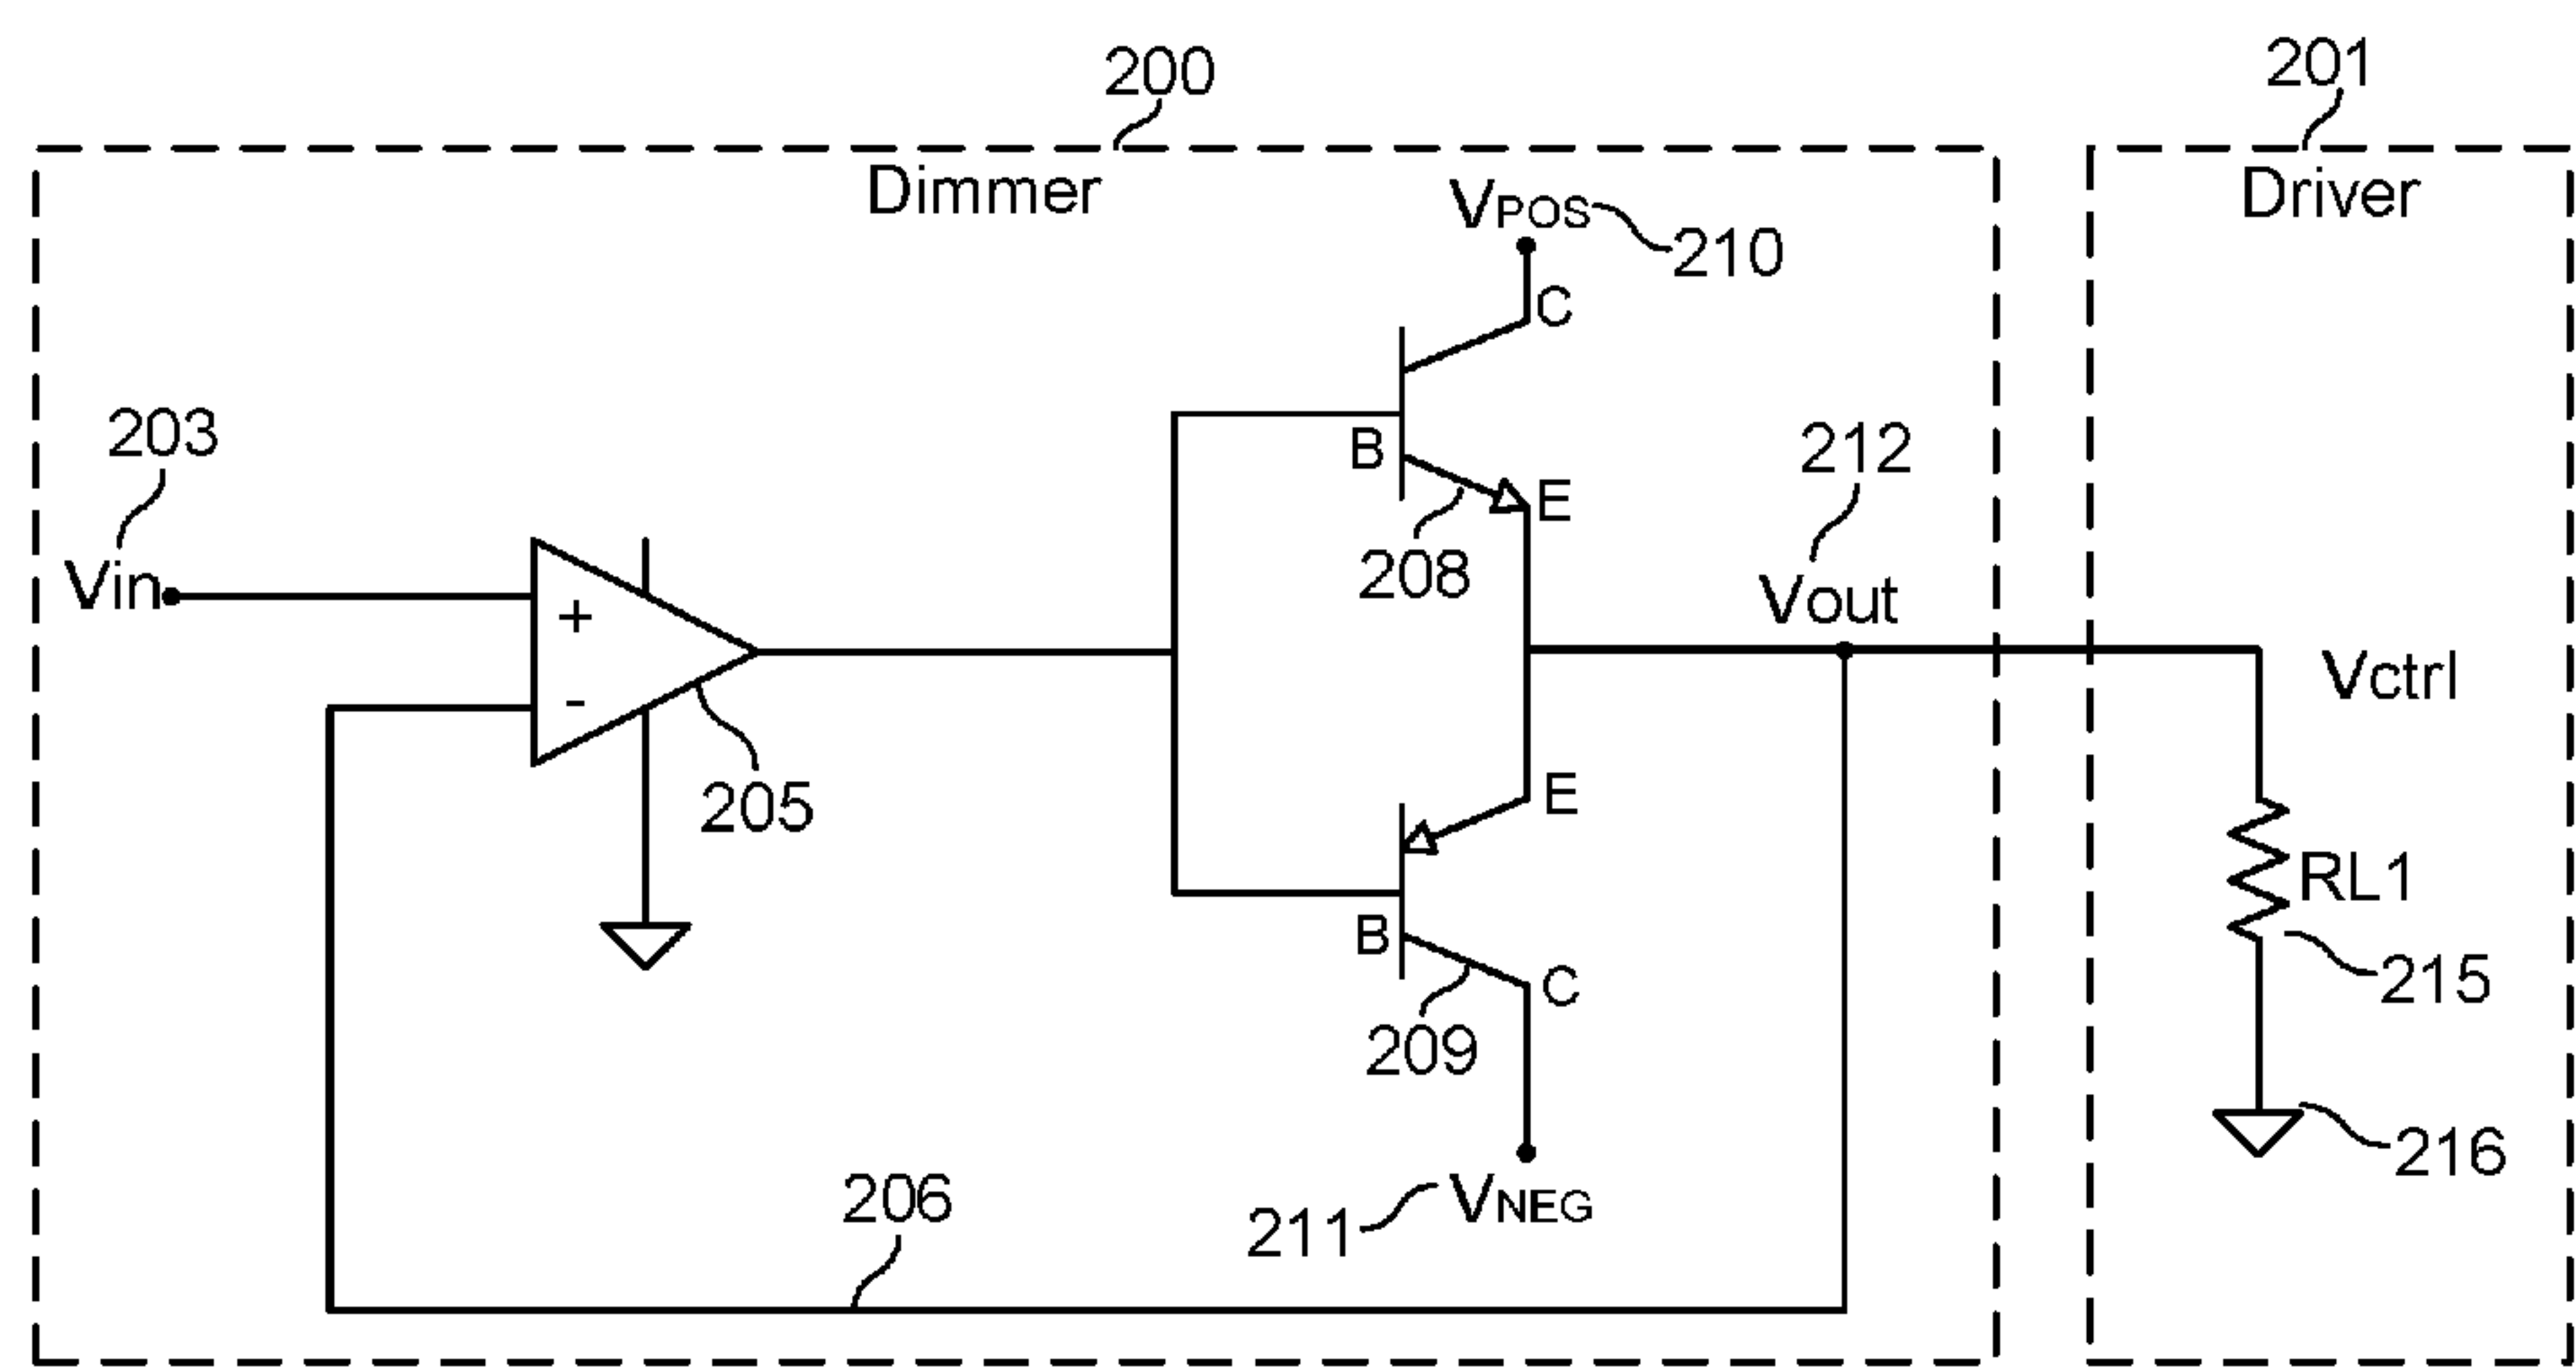 200
201
Dimmer
Driver
VPOS
210
C
203
B
212
E
208
Vin
Vout
+
Vctrl
-
E
205
RL1
B
C
215
209
216
206
VNEG
211